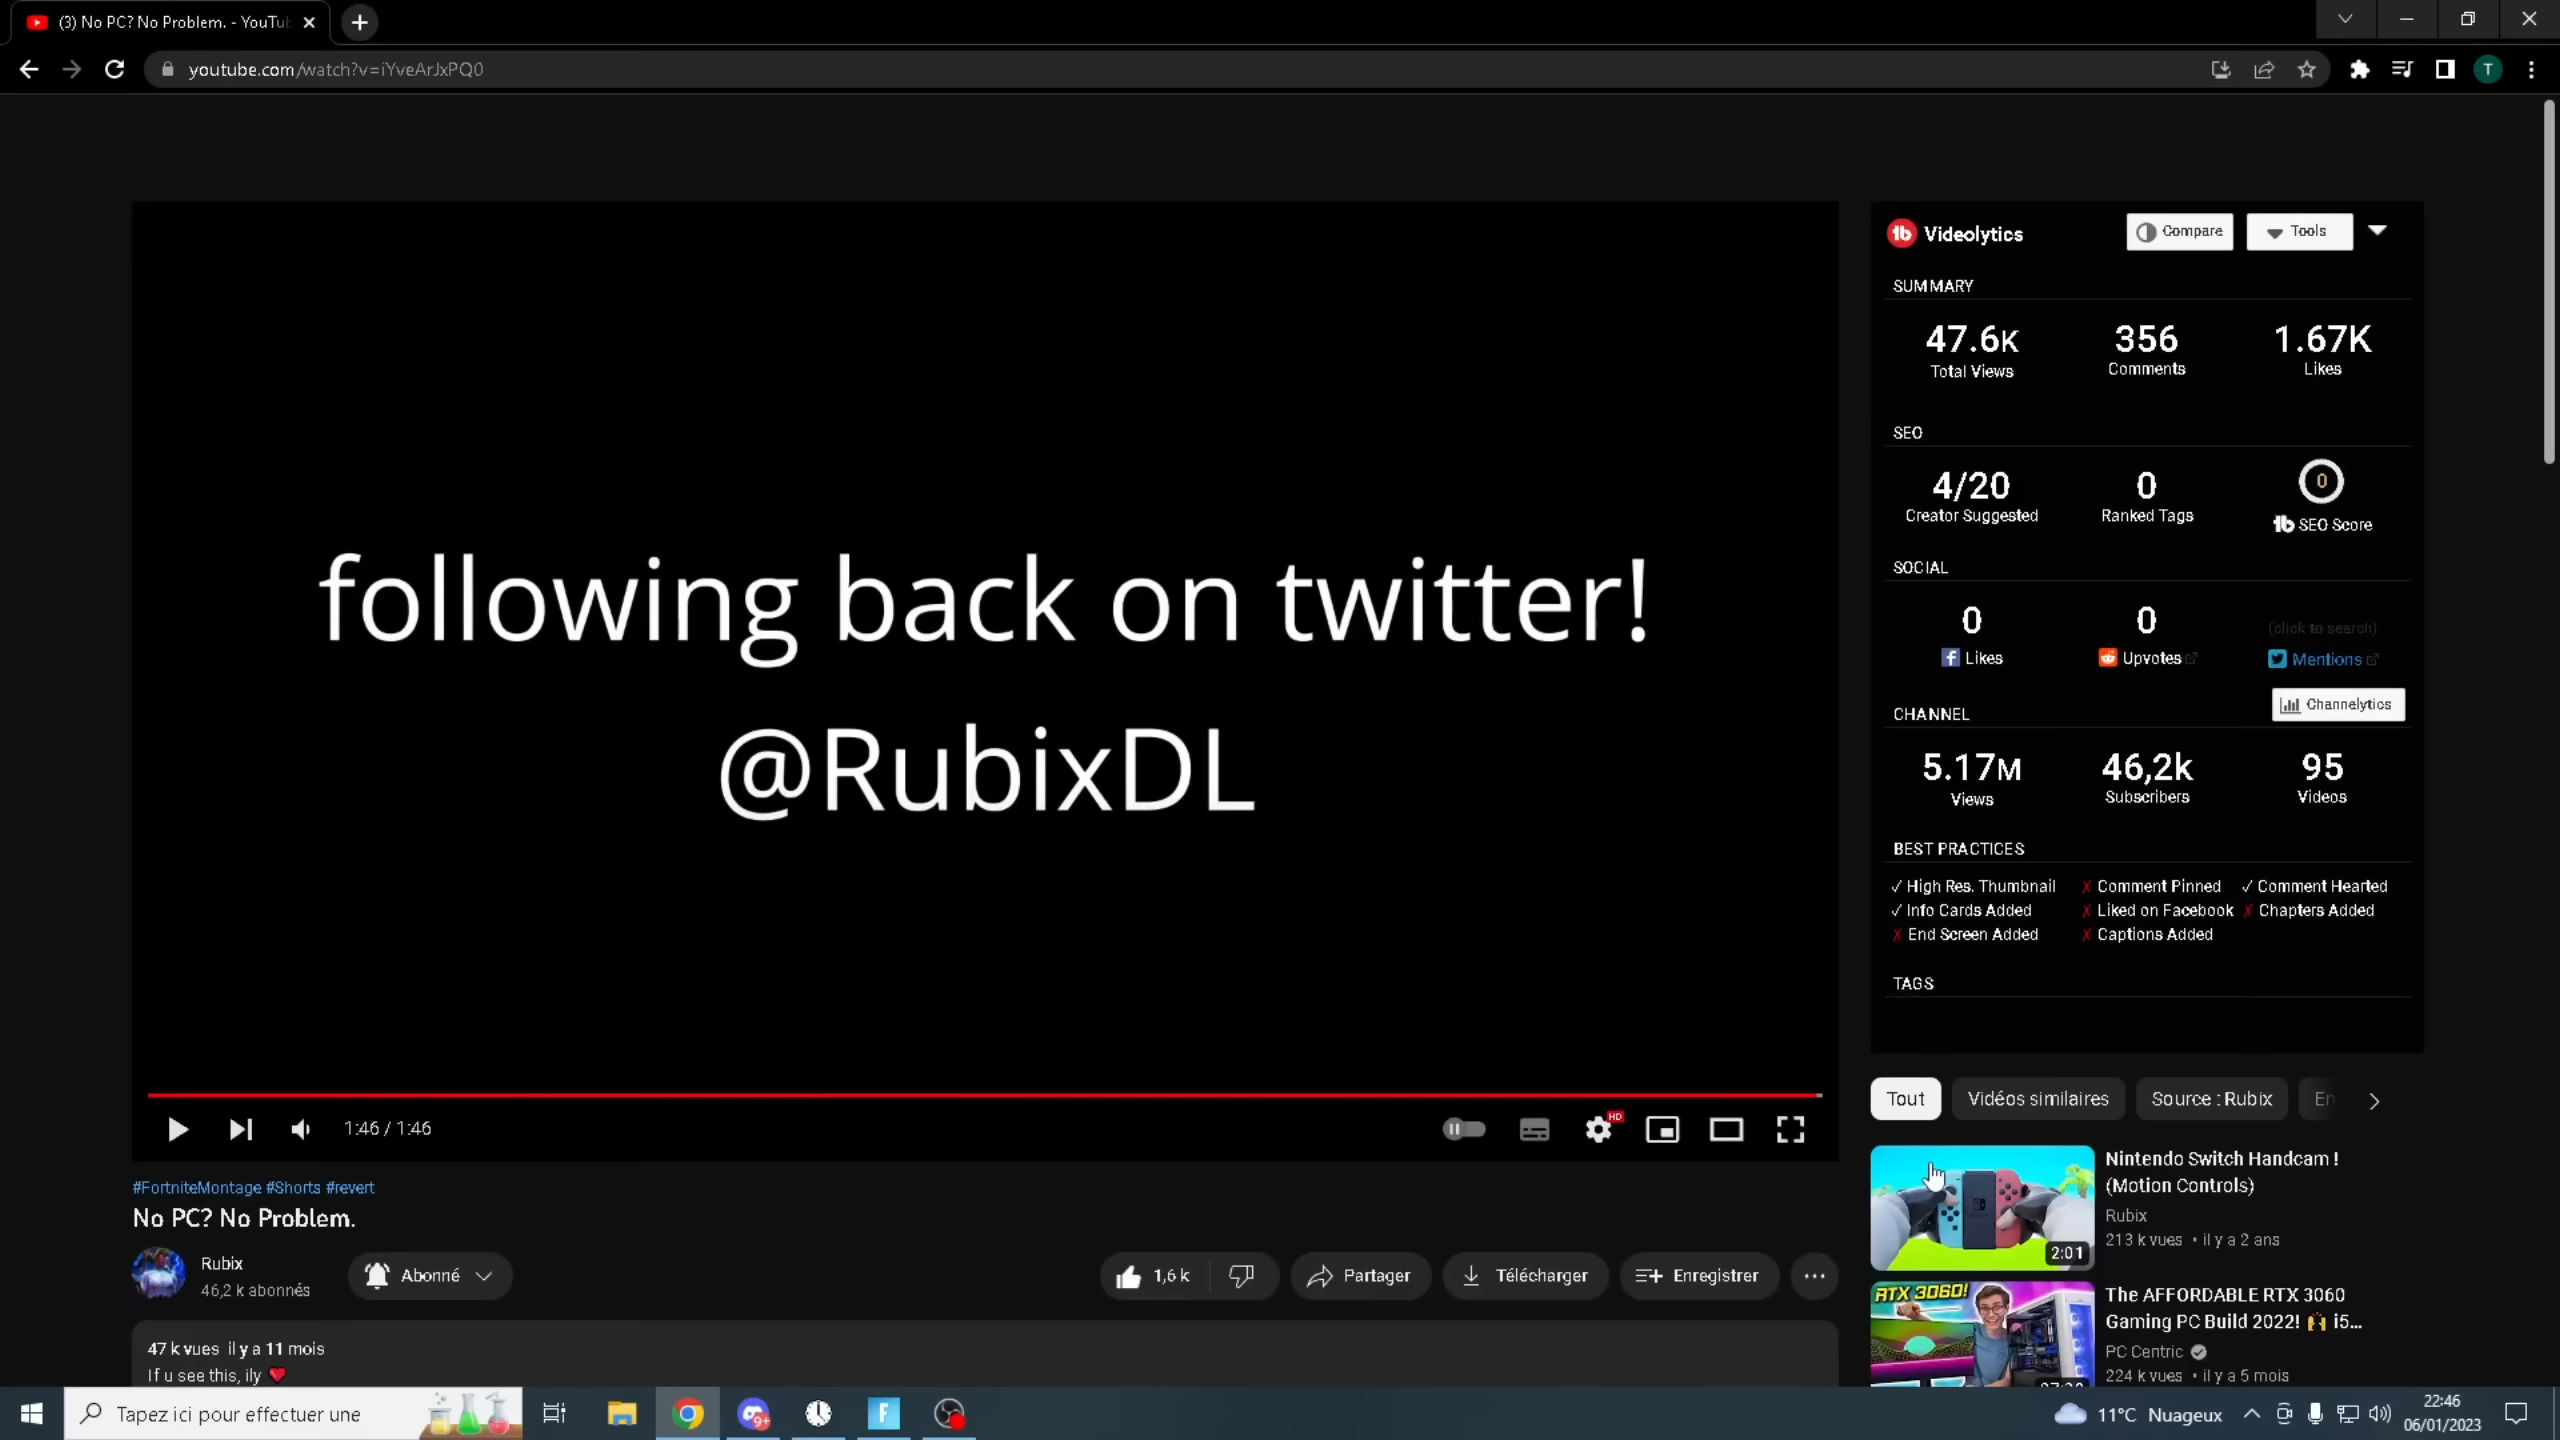 (3) No PC? No Problem. - YouTu
youtube.com/watch?v=iYveArJxPQ0
T
following back on twitter!
@RubixDL
1:46 / 1:46
HD
#FortniteMontage #Shorts #revert
No PC? No Problem.
Rubix
46,2 k abonnés
Abonné
1,6 k
Partager
Télécharger
Enregistrer
47 k vues il y a 11 mois
If u see this, ily ❤
Videolytics
Compare
Tools
SUMMARY
47.6K 356 1.67K
Total Views Comments Likes
SEO
4/20 0 0
Creator Suggested Ranked Tags SEO Score
SOCIAL
0 0 (click to search)
Likes Upvotes Mentions
CHANNEL
Channelytics
5.17M 46,2k 95
Views Subscribers Videos
BEST PRACTICES
✓ High Res. Thumbnail ✗ Comment Pinned ✓ Comment Hearted
✓ Info Cards Added ✗ Liked on Facebook ✗ Chapters Added
✗ End Screen Added ✗ Captions Added
TAGS
Tout Vidéos similaires Source : Rubix En
2:01
Nintendo Switch Handcam !
(Motion Controls)
Rubix
213 k vues • il y a 2 ans
RTX 3060!
The AFFORDABLE RTX 3060
Gaming PC Build 2022! 🙌 i5...
PC Centric
224 k vues • il y a 5 mois
Tapez ici pour effectuer une
9+
F
11°C Nuageux
22:46
06/01/2023